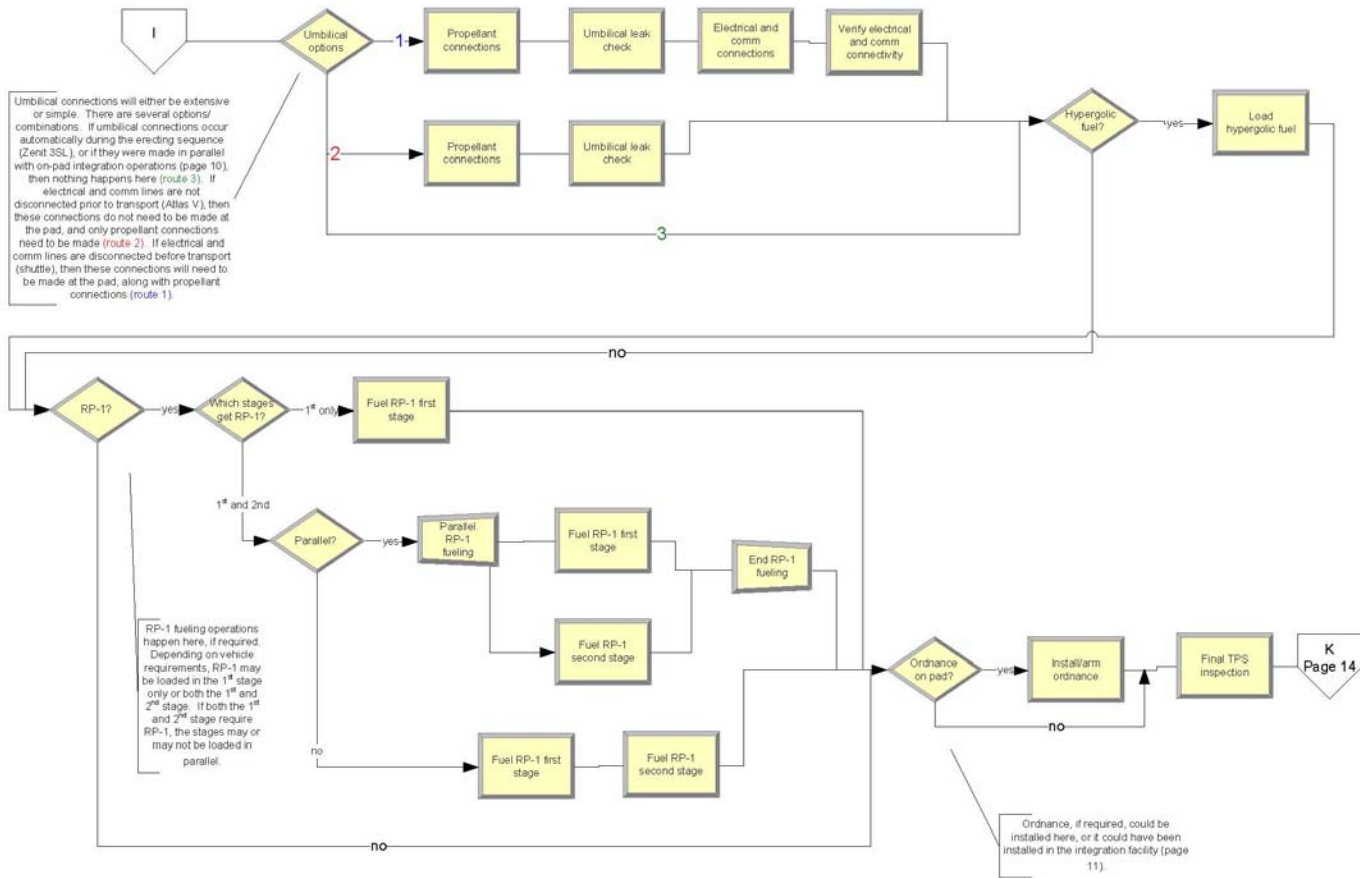 I
Umbilical
options
1
Propellant
connections
Umbilical leak
check
Electrical and
comm
connections
Verify electrical
and comm
connectivity
Umbilical connections will either be extensive
or simple. There are several options/
combinations. If umbilical connections occur
automatically during the erecting sequence
(Zenit 3SL), or if they were made in parallel
with on-pad integration operations (page 10),
then nothing happens here (route 3). If
electrical and comm lines are not
disconnected prior to transport (Atlas V), then
these connections do not need to be made at
the pad, and only propellant connections
need to be made (route 2). If electrical and
comm lines are disconnected before transport
(shuttle), then these connections will need to
be made at the pad, along with propellant
connections (route 1).
2
Propellant
connections
Umbilical leak
check
3
Hypergolic
fuel?
yes
Load
hypergolic fuel
no
RP-1?
yes
Which stages
get RP-1?
1st only
Fuel RP-1 first
stage
1st and 2nd
Parallel?
yes
Parallel
RP-1
fueling
Fuel RP-1 first
stage
End RP-1
fueling
Fuel RP-1
second stage
RP-1 fueling operations
happen here, if required.
Depending on vehicle
requirements, RP-1 may
be loaded in the 1st stage
only or both the 1st and
2nd stage. If both the 1st
and 2nd stage require
RP-1, the stages may or
may not be loaded in
parallel.
no
Fuel RP-1 first
stage
Fuel RP-1
second stage
no
Ordnance
on pad?
yes
Install/arm
ordnance
no
Final TPS
inspection
K
Page 14
Ordnance, if required, could be
installed here, or it could have been
installed in the integration facility (page
11).